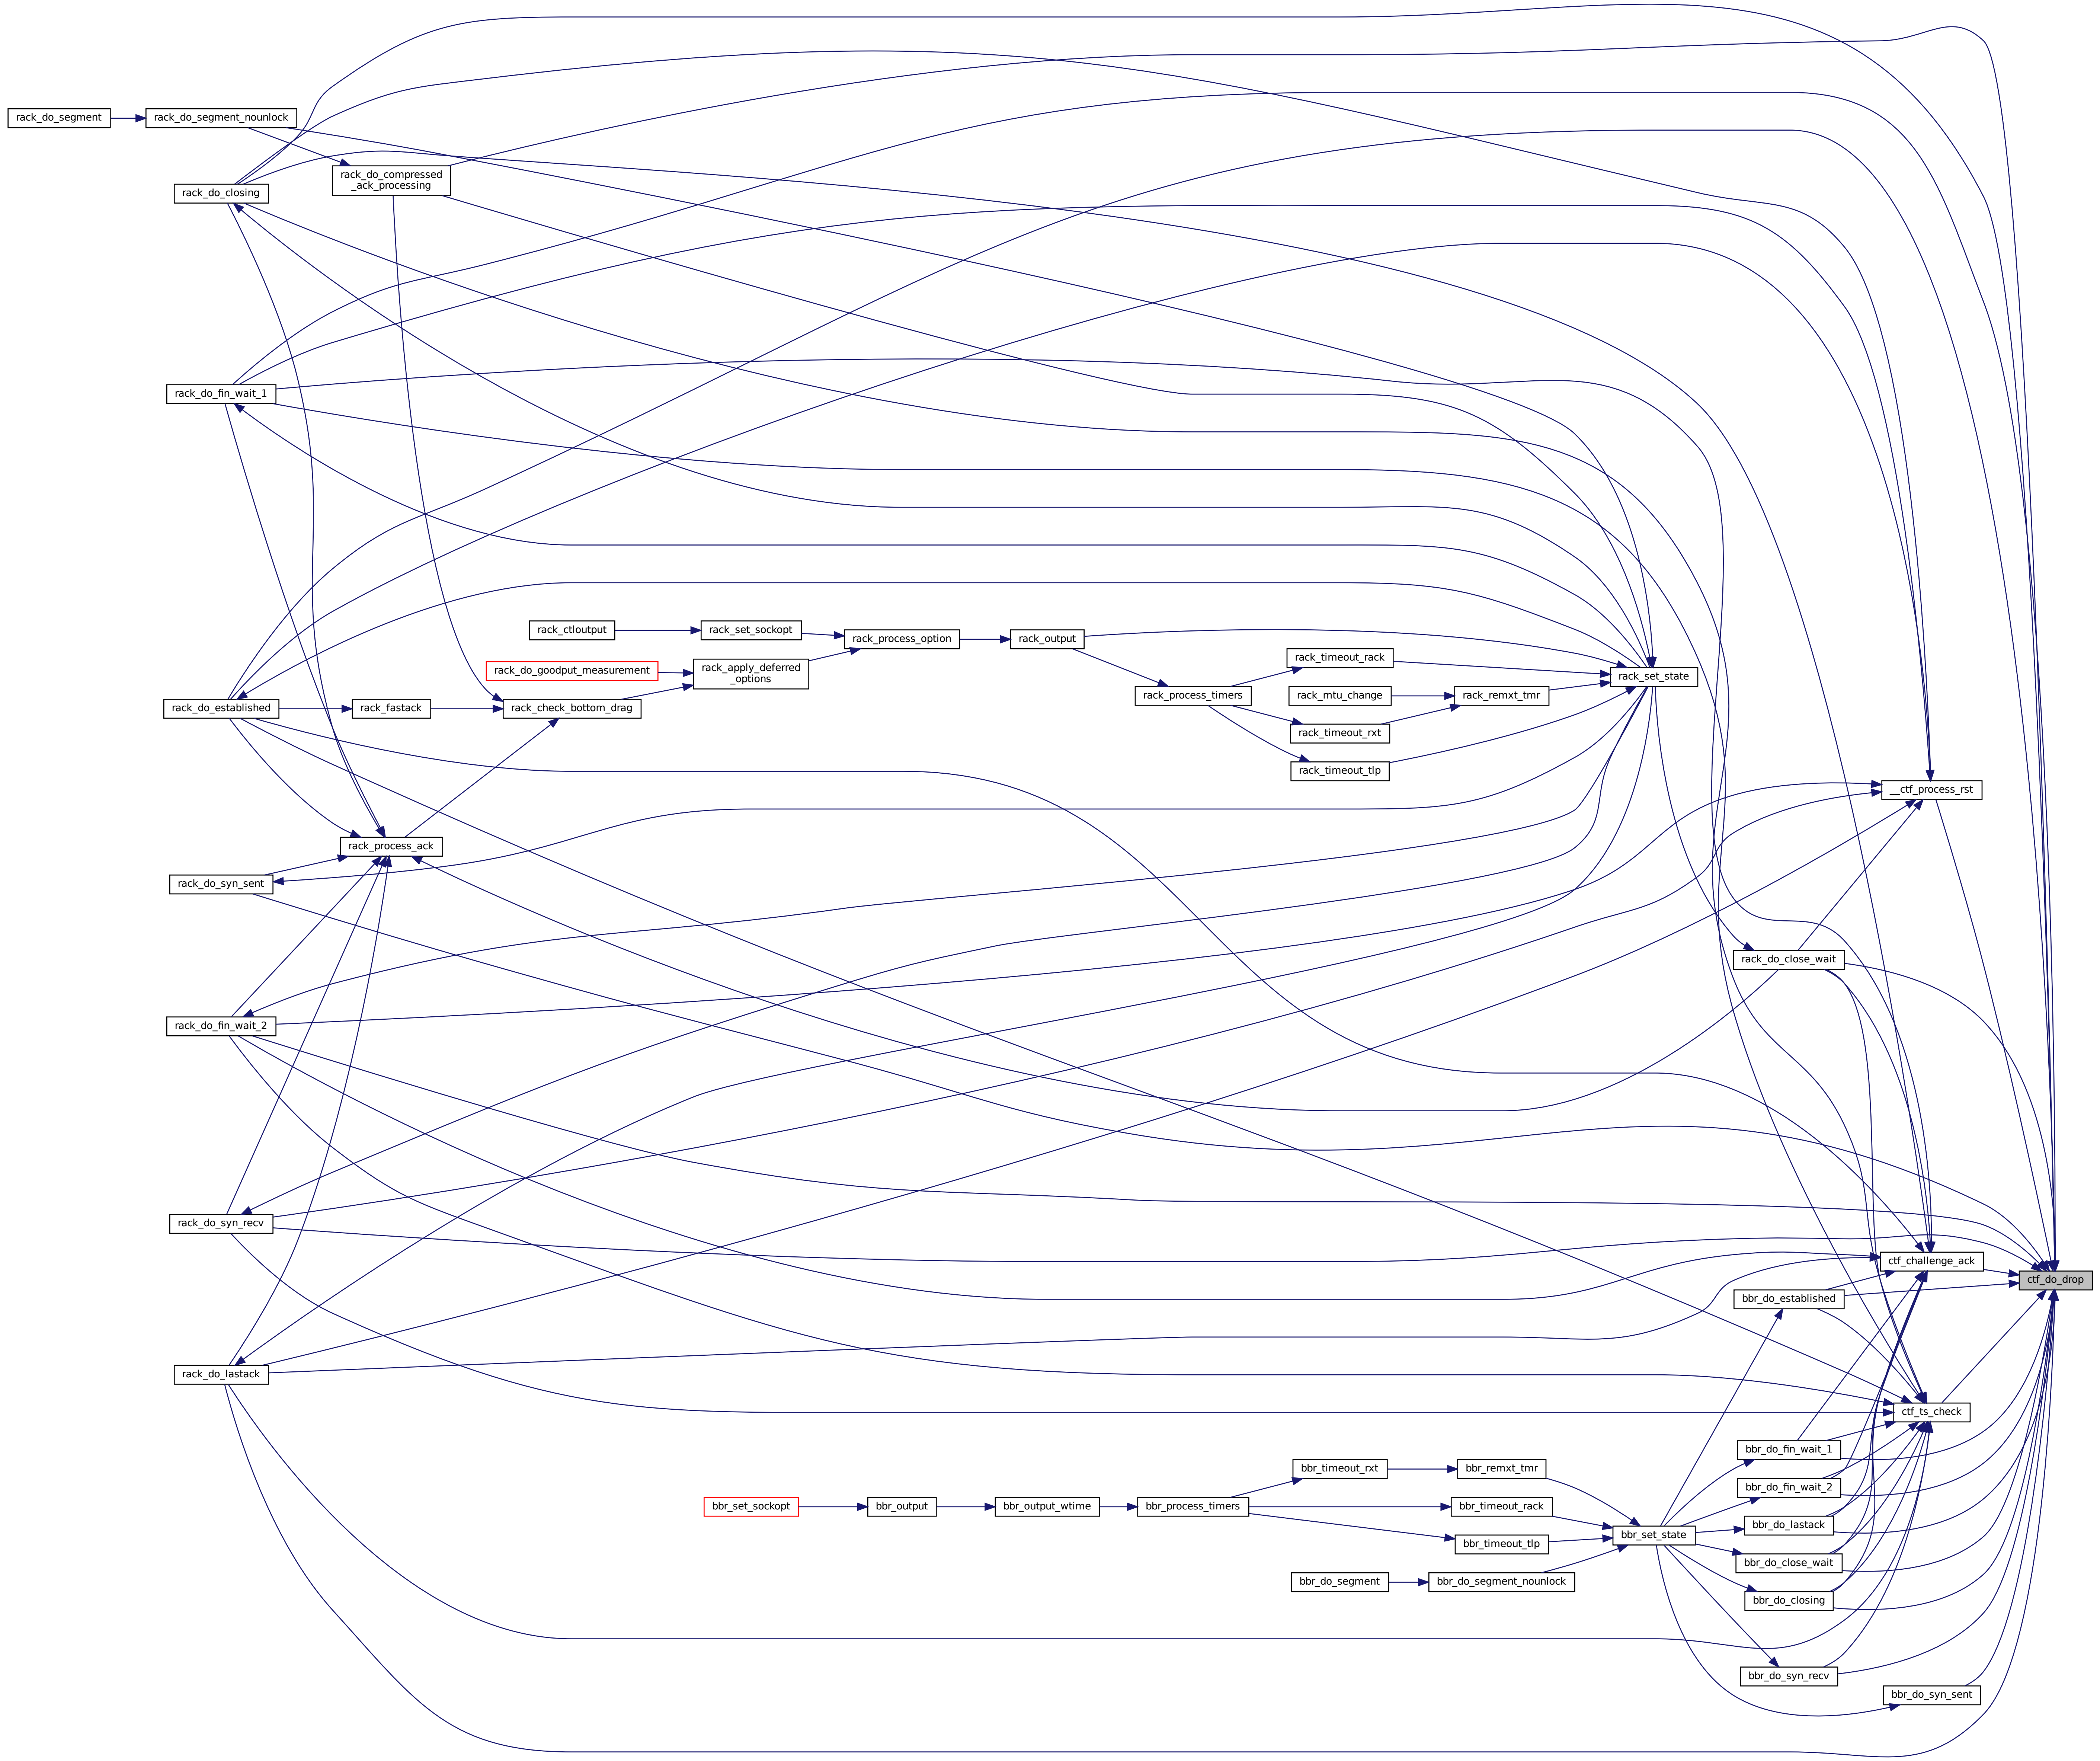 rack_do_segment
rack_do_segment_nounlock
rack_do_compressed
_ack_processing
rack_do_closing
rack_do_fin_wait_1
rack_ctloutput
rack_set_sockopt
rack_process_option
rack_output
rack_timeout_rack
rack_set_state
rack_do_goodput_measurement
rack_apply_deferred
_options
rack_process_timers
rack_mtu_change
rack_remxt_tmr
rack_do_established
rack_fastack
rack_check_bottom_drag
rack_timeout_rxt
rack_timeout_tlp
__ctf_process_rst
rack_process_ack
rack_do_syn_sent
rack_do_close_wait
rack_do_fin_wait_2
rack_do_syn_recv
ctf_challenge_ack
ctf_do_drop
bbr_do_established
rack_do_lastack
ctf_ts_check
bbr_do_fin_wait_1
bbr_timeout_rxt
bbr_remxt_tmr
bbr_do_fin_wait_2
bbr_set_sockopt
bbr_output
bbr_output_wtime
bbr_process_timers
bbr_timeout_rack
bbr_do_lastack
bbr_set_state
bbr_timeout_tlp
bbr_do_close_wait
bbr_do_segment
bbr_do_segment_nounlock
bbr_do_closing
bbr_do_syn_recv
bbr_do_syn_sent